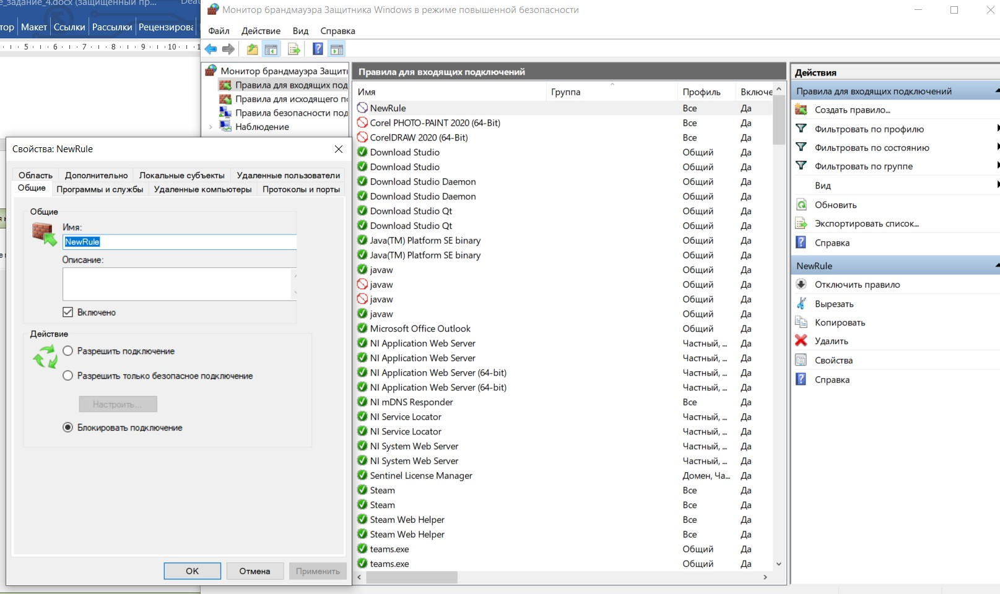 е_задание_4.docx (защищенный пр...
Монитор брандмауэра Защитника Windows в режиме повышенной безопасности
тор Макет Ссылки Рассылки Рецензирова
Файл Действие Вид Справка
5 6 7 8 9 10 1
Монитор брандмауэра Защит
Правила для входящих под
Правила для исходящего п
Правила безопасности под
Наблюдение
Свойства: NewRule
Область Дополнительно Локальные субъекты Удаленные пользователи
Общие Программы и службы Удаленные компьютеры Протоколы и порты
Общие
Имя:
NewRule
Описание:
Включено
Действие
Разрешить подключение
Разрешить только безопасное подключение
Настроить...
Блокировать подключение
OK Отмена Применить
Правила для входящих подключений
Имя Группа Профиль Включе
NewRule Все Да
Corel PHOTO-PAINT 2020 (64-Bit) Все Да
CorelDRAW 2020 (64-Bit) Все Да
Download Studio Общий Да
Download Studio Общий Да
Download Studio Daemon Общий Да
Download Studio Daemon Общий Да
Download Studio Qt Общий Да
Download Studio Qt Общий Да
Java(TM) Platform SE binary Общий Да
Java(TM) Platform SE binary Общий Да
javaw Общий Да
javaw Общий Да
javaw Общий Да
javaw Общий Да
Microsoft Office Outlook Общий Да
NI Application Web Server Частный, ... Да
NI Application Web Server Частный, ... Да
NI Application Web Server (64-bit) Частный, ... Да
NI Application Web Server (64-bit) Частный, ... Да
NI mDNS Responder Все Да
NI Service Locator Частный, ... Да
NI Service Locator Частный, ... Да
NI System Web Server Частный, ... Да
NI System Web Server Частный, ... Да
Sentinel License Manager Домен, Ча... Да
Steam Все Да
Steam Все Да
Steam Web Helper Все Да
Steam Web Helper Все Да
teams.exe Общий Да
teams.exe Общий Да
Действия
Правила для входящих подключений
Создать правило...
Фильтровать по профилю
Фильтровать по состоянию
Фильтровать по группе
Вид
Обновить
Экспортировать список...
Справка
NewRule
Отключить правило
Вырезать
Копировать
Удалить
Свойства
Справка